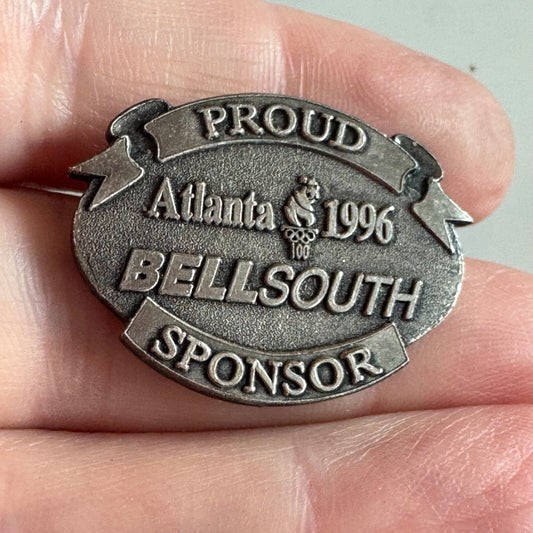 PROUD
Atlanta 1996
100
BELLSOUTH
SPONSOR